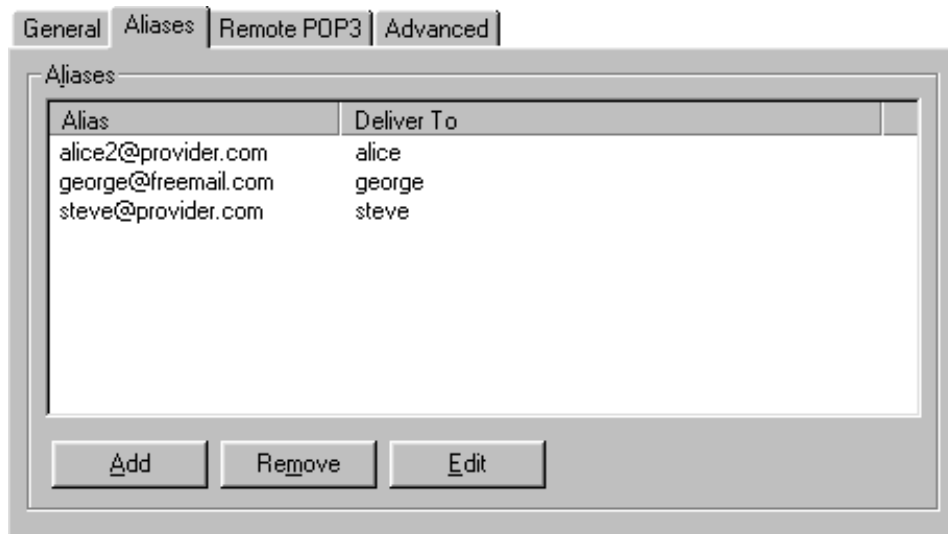 General Aliases Remote POP3 Advanced
Aliases
Alias Deliver To
alice2@provider.com alice
george@freemail.com george
steve@provider.com steve
Add Remove Edit